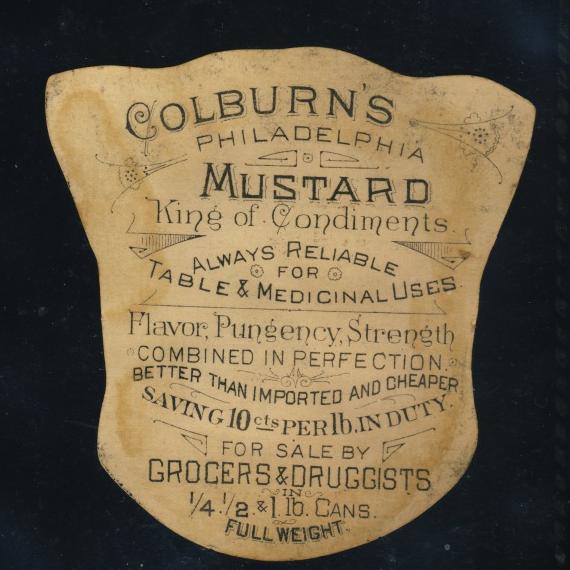 COLBURN'S
PHILADELPHIA
MUSTARD
King of Condiments.
ALWAYS RELIABLE
FOR
TABLE & MEDICINAL USES.
Flavor, Pungency, Strength
COMBINED IN PERFECTION.
BETTER THAN IMPORTED AND CHEAPER
SAVING 10 cts PER lb. IN DUTY.
FOR SALE BY
GROCERS & DRUGGISTS
IN
1/4. 1/2. & 1 lb. CANS.
FULL WEIGHT.